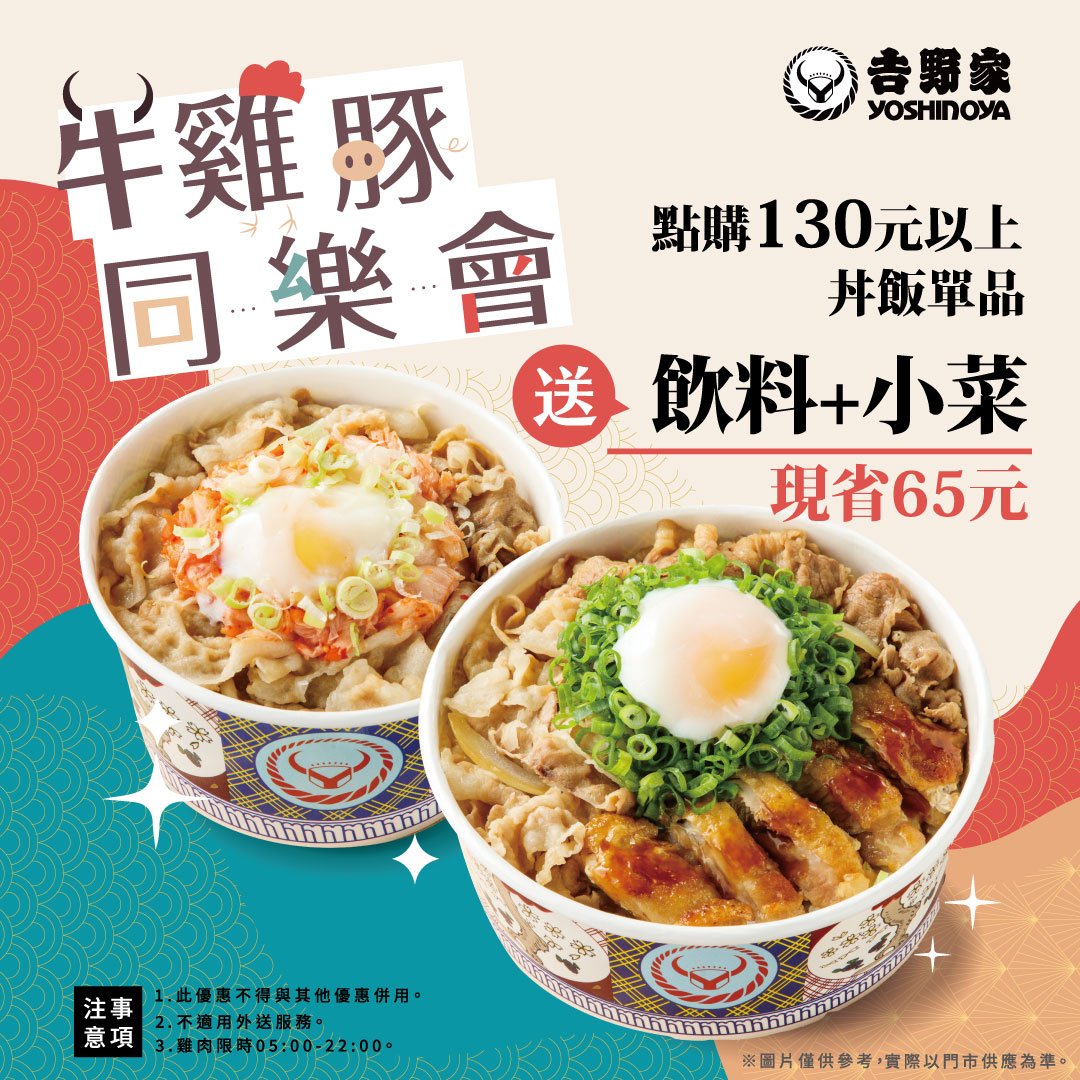 牛雞豚
同…樂…會
吉野家
YOSHINOYA
點購130元以上
丼飯單品
送
飲料+小菜
現省65元
注事
意項
1.此優惠不得與其他優惠併用。
2.不適用外送服務。
3.雞肉限時05:00-22:00。
※圖片僅供參考,實際以門市供應為準。